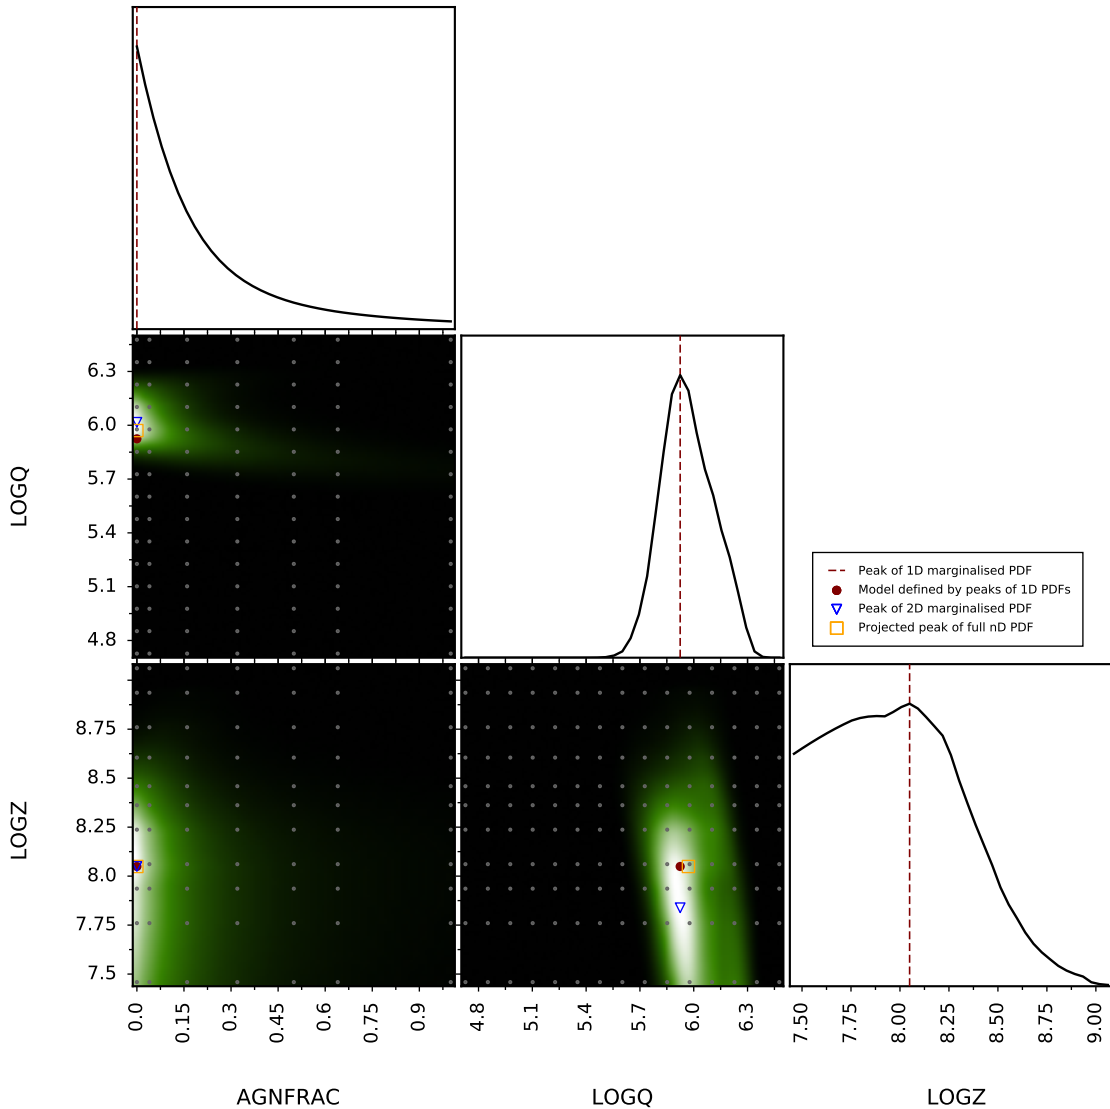 6.3
6.0
5.7
5.4
5.1
4.8
LOGQ
Peak of 1D marginalised PDF
Model defined by peaks of 1D PDFs
Peak of 2D marginalised PDF
Projected peak of full nD PDF
8.75
8.5
8.25
8.0
7.75
7.5
LOGZ
0.0 0.15 0.3 0.45 0.6 0.75 0.9
4.8 5.1 5.4 5.7 6.0 6.3
7.50 7.75 8.00 8.25 8.50 8.75 9.00
AGNFRAC LOGQ LOGZ